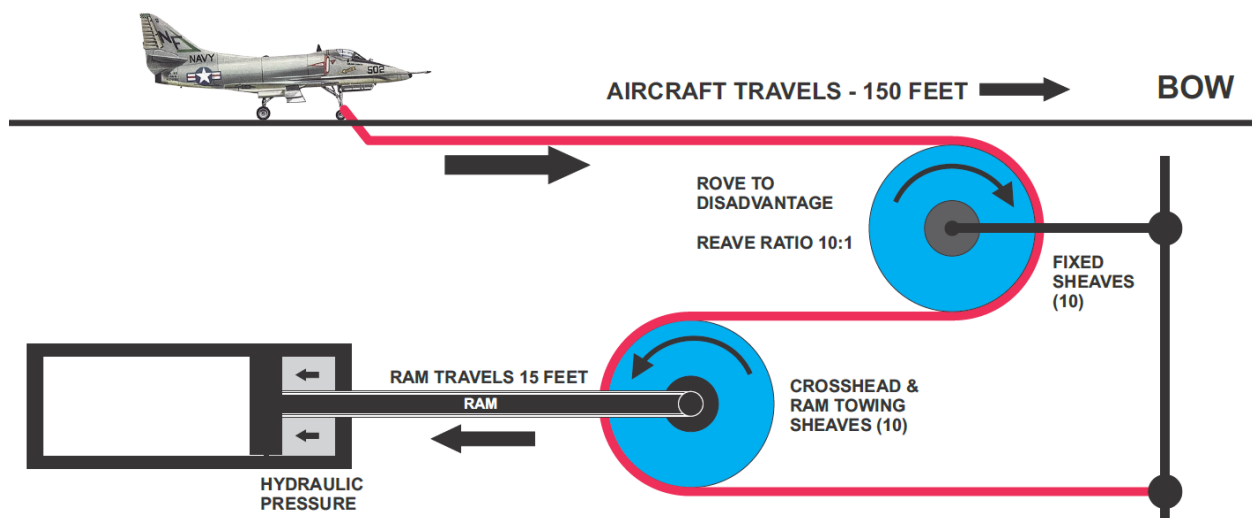 NF
NAVY
502
AIRCRAFT TRAVELS - 150 FEET
BOW
ROVE TO
DISADVANTAGE
REAVE RATIO 10:1
FIXED
SHEAVES
(10)
RAM TRAVELS 15 FEET
RAM
CROSSHEAD &
RAM TOWING
SHEAVES (10)
HYDRAULIC
PRESSURE